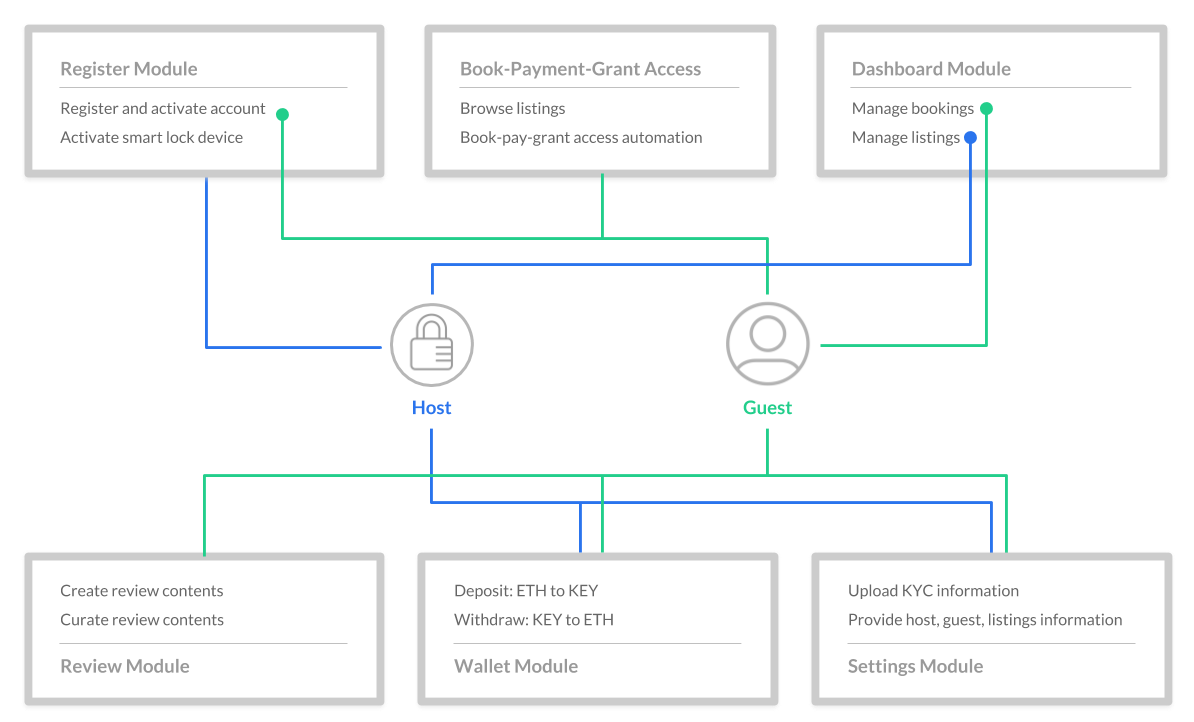 Register Module
Register and activate account
Activate smart lock device
Book-Payment-Grant Access
Browse listings
Book-pay-grant access automation
Dashboard Module
Manage bookings
Manage listings
Host
Guest
Create review contents
Curate review contents
Review Module
Deposit: ETH to KEY
Withdraw: KEY to ETH
Wallet Module
Upload KYC information
Provide host, guest, listings information
Settings Module